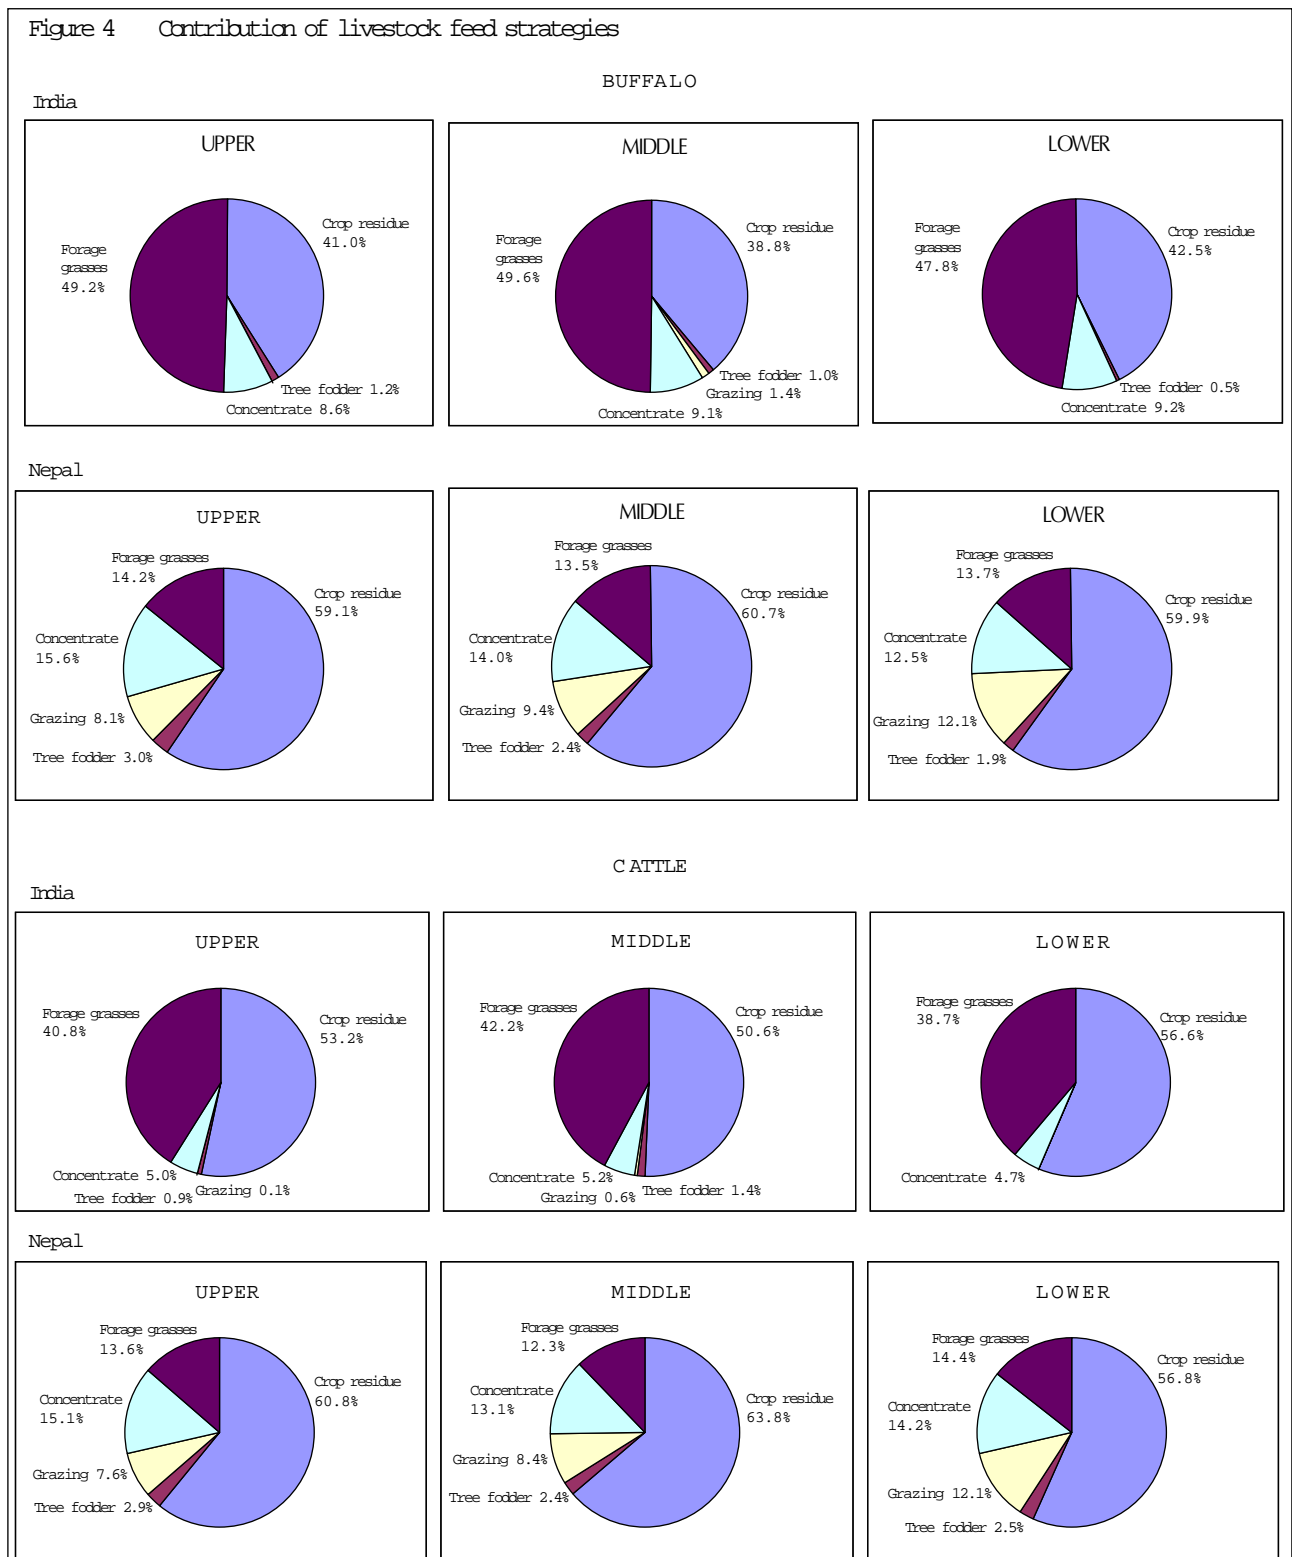 Figure 4 Contribution of livestock feed strategies
BUFFALO
India
UPPER
Crop residue
41.0%
Forage
grasses
49.2%
Tree fodder 1.2%
Concentrate 8.6%
MIDDLE
Crop residue
38.8%
Forage
grasses
49.6%
Tree fodder 1.0%
Grazing 1.4%
Concentrate 9.1%
LOWER
Crop residue
42.5%
Forage
grasses
47.8%
Tree fodder 0.5%
Concentrate 9.2%
Nepal
UPPER
Forage grasses
14.2%
Crop residue
59.1%
Concentrate
15.6%
Grazing 8.1%
Tree fodder 3.0%
MIDDLE
Forage grasses
13.5%
Crop residue
60.7%
Concentrate
14.0%
Grazing 9.4%
Tree fodder 2.4%
LOWER
Forage grasses
13.7%
Crop residue
59.9%
Concentrate
12.5%
Grazing 12.1%
Tree fodder 1.9%
CATTLE
India
UPPER
Forage grasses
40.8%
Crop residue
53.2%
Concentrate 5.0%
Tree fodder 0.9%
Grazing 0.1%
MIDDLE
Forage grasses
42.2%
Crop residue
50.6%
Concentrate 5.2%
Grazing 0.6%
Tree fodder 1.4%
LOWER
Forage grasses
38.7%
Crop residue
56.6%
Concentrate 4.7%
Nepal
UPPER
Forage grasses
13.6%
Crop residue
60.8%
Concentrate
15.1%
Grazing 7.6%
Tree fodder 2.9%
MIDDLE
Forage grasses
12.3%
Crop residue
63.8%
Concentrate
13.1%
Grazing 8.4%
Tree fodder 2.4%
LOWER
Forage grasses
14.4%
Crop residue
56.8%
Concentrate
14.2%
Grazing 12.1%
Tree fodder 2.5%